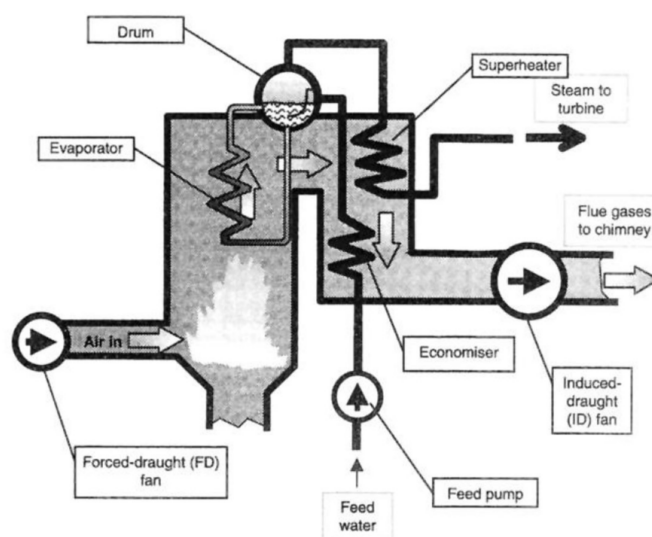 Drum
Superheater
Steam to
turbine
Evaporator
Flue gases
to chimney
Air in
Economiser
Induced-
draught
(ID) fan
Forced-draught (FD)
fan
Feed pump
Feed
water